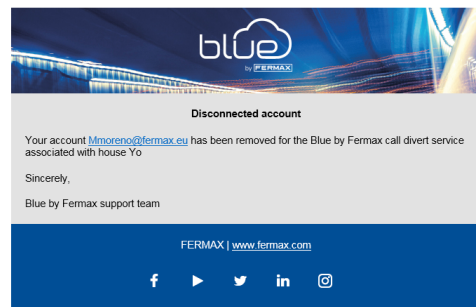 blue
by FERMAX
Disconnected account
Your account Mmoreno@fermax.eu has been removed for the Blue by Fermax call divert service
associated with house Yo
Sincerely,
Blue by Fermax support team
FERMAX | www.fermax.com